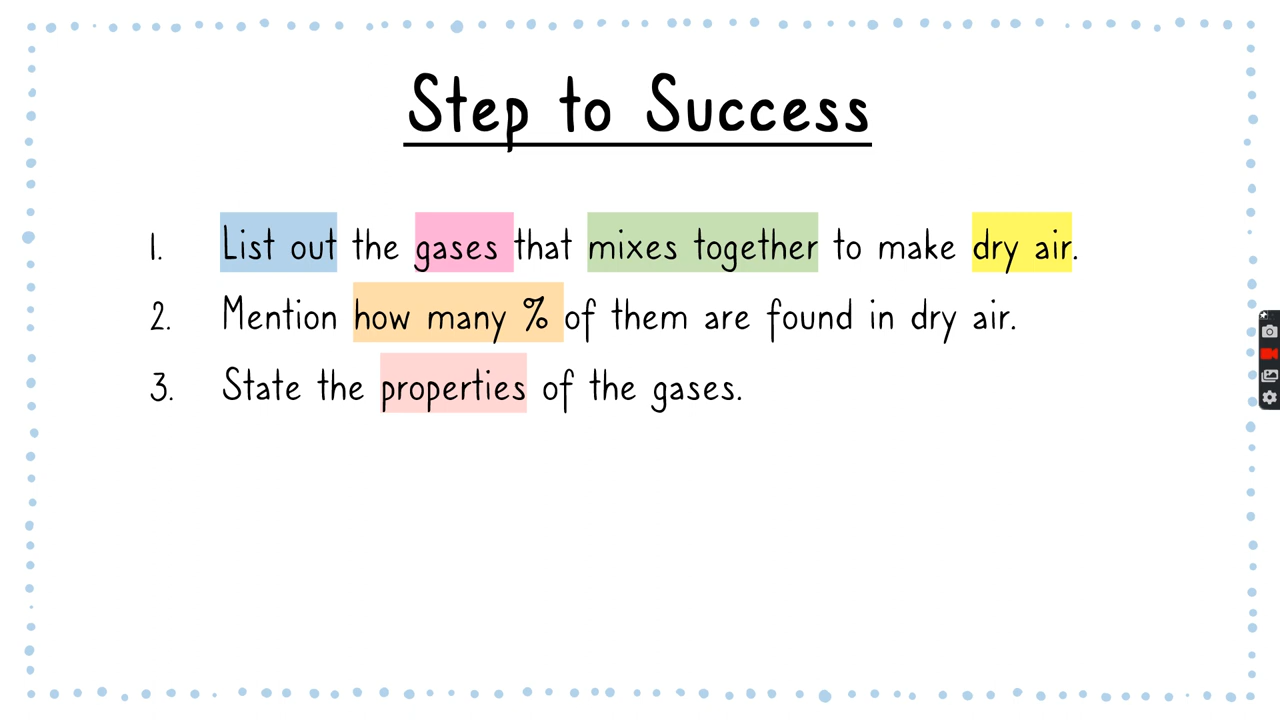 Step to Success
1. List out the gases that mixes together to make dry air.
2. Mention how many % of them are found in dry air.
3. State the properties of the gases.